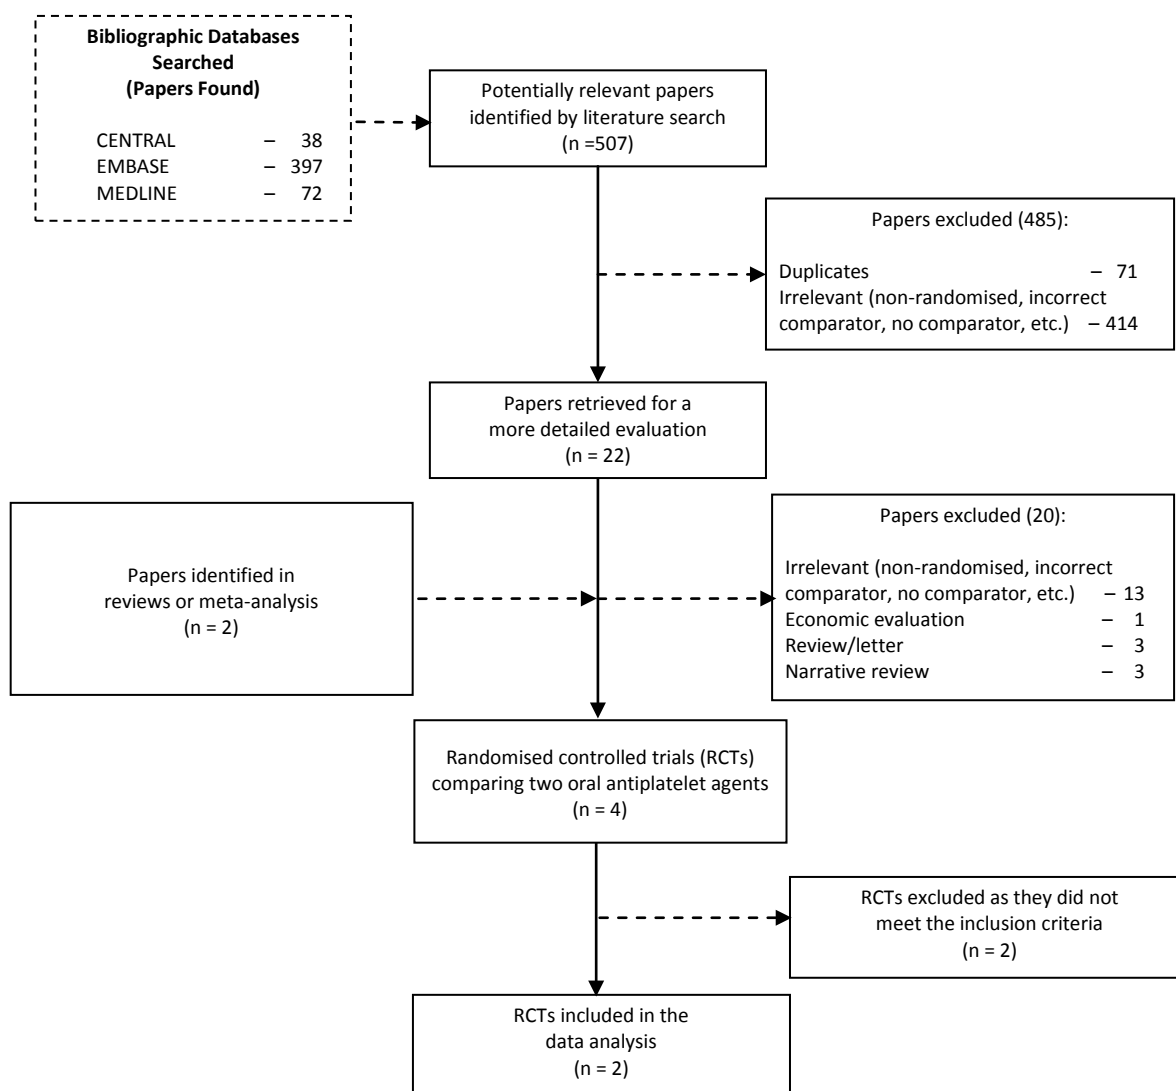 Bibliographic Databases
Searched
(Papers Found)
CENTRAL – 38
EMBASE – 397
MEDLINE – 72
Potentially relevant papers
identified by literature search
(n =507)
Papers excluded (485):
Duplicates – 71
Irrelevant (non-randomised, incorrect
comparator, no comparator, etc.) – 414
Papers retrieved for a
more detailed evaluation
(n = 22)
Papers identified in
reviews or meta-analysis
(n = 2)
Papers excluded (20):
Irrelevant (non-randomised, incorrect
comparator, no comparator, etc.) – 13
Economic evaluation – 1
Review/letter – 3
Narrative review – 3
Randomised controlled trials (RCTs)
comparing two oral antiplatelet agents
(n = 4)
RCTs excluded as they did not
meet the inclusion criteria
(n = 2)
RCTs included in the
data analysis
(n = 2)